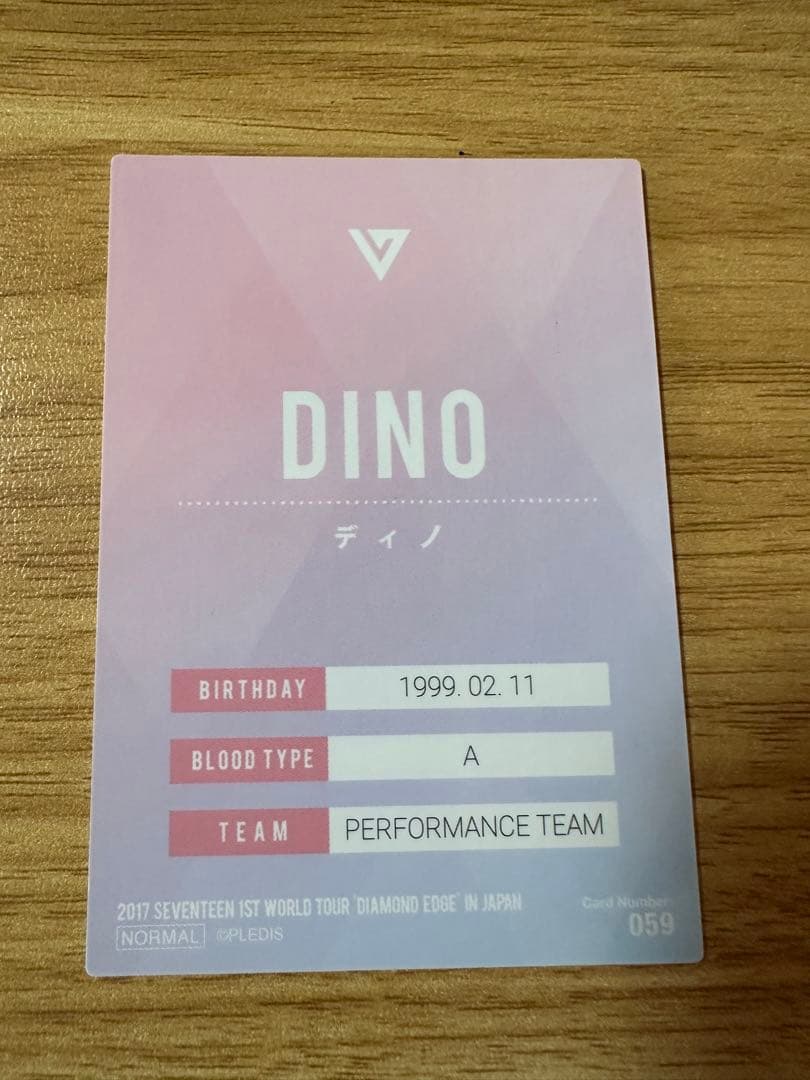 DINO
ディノ
BIRTHDAY 1999. 02. 11
BLOOD TYPE A
TEAM PERFORMANCE TEAM
2017 SEVENTEEN 1ST WORLD TOUR 'DIAMOND EDGE' IN JAPAN
Card Number:
NORMAL ©PLEDIS
059